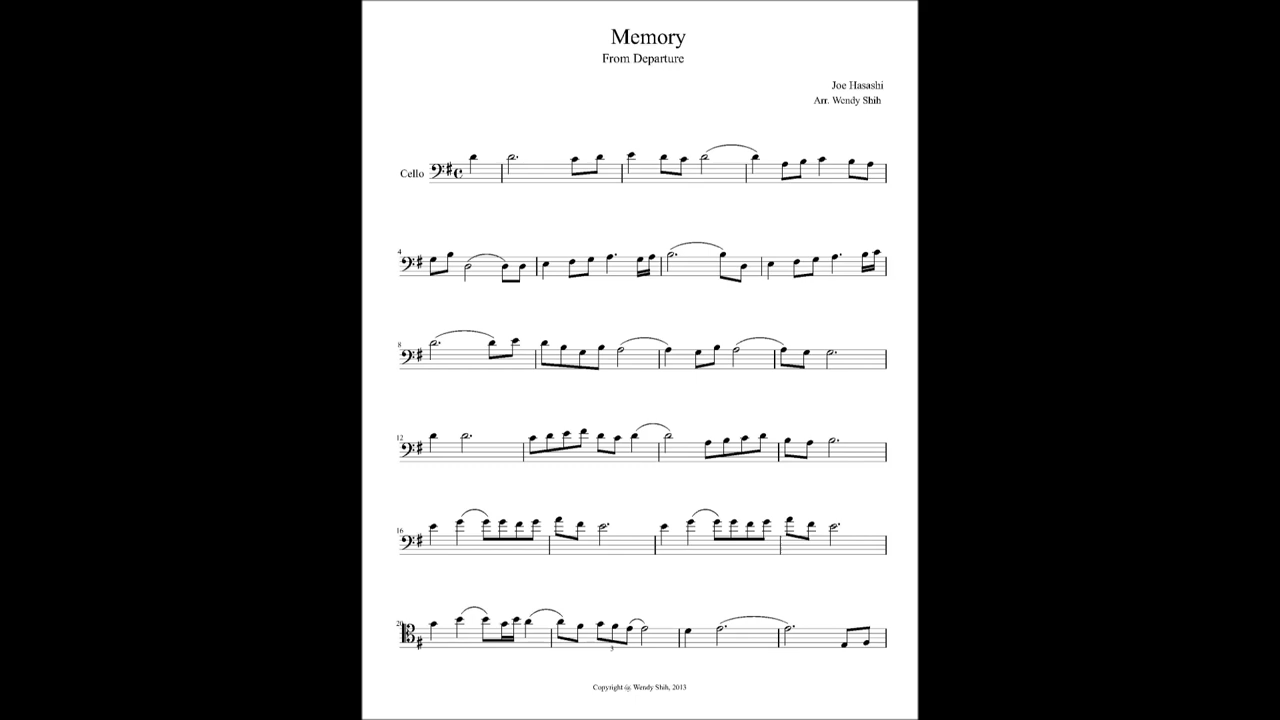 Memory
From Departure
Joe Hasashi
Arr. Wendy Shih
Cello
4
8
12
16
20
3
Copyright @ Wendy Shih, 2013